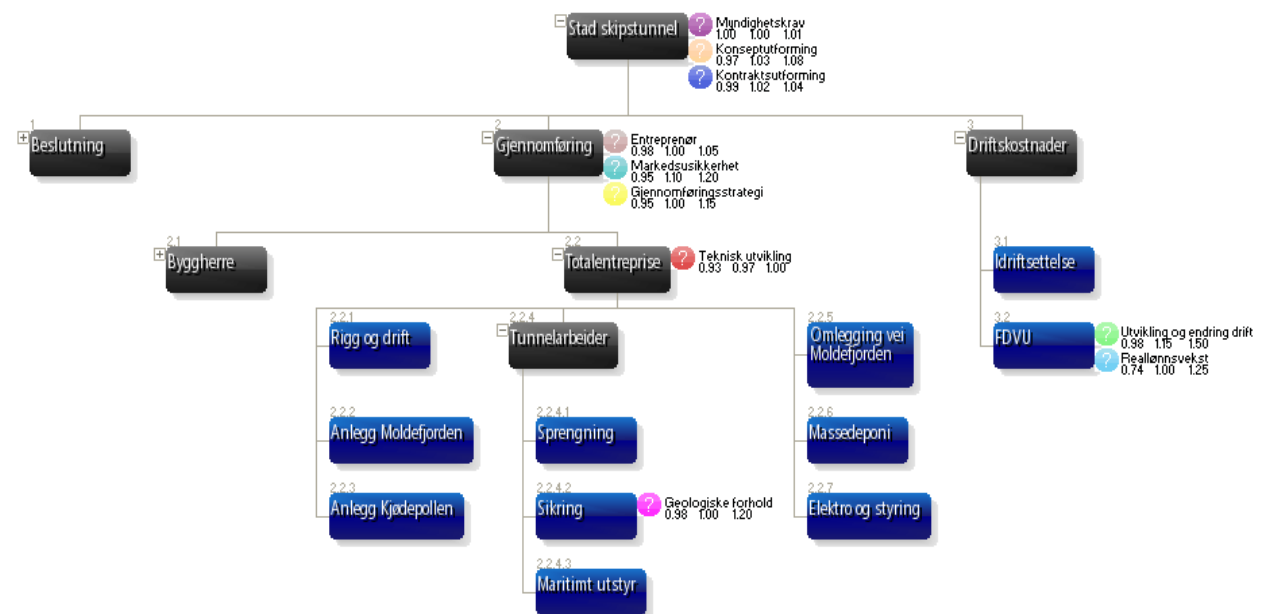 Stad skipstunnel
? Myndighetskrav
1.00 1.00 1.01
? Konseptutforming
0.97 1.03 1.08
? Kontraktsutforming
0.99 1.02 1.04
1
Beslutning
2
Gjennomføring
? Entreprenør
0.98 1.00 1.05
? Markedsusikkerhet
0.95 1.10 1.20
? Gjennomføringsstrategi
0.95 1.00 1.15
3
Driftskostnader
2.1
Byggherre
2.2
Totalentreprise
? Teknisk utvikling
0.93 0.97 1.00
3.1
Idriftsettelse
2.2.1
Rigg og drift
2.2.4
Tunnelarbeider
2.2.5
Omlegging vei
Moldefjorden
3.2
FDVU
? Utvikling og endring drift
0.98 1.15 1.50
? Reallønnsvekst
0.74 1.00 1.25
2.2.2
Anlegg Moldefjorden
2.2.4.1
Sprengning
2.2.6
Massedeponi
2.2.3
Anlegg Kjødepollen
2.2.4.2
Sikring
? Geologiske forhold
0.98 1.00 1.20
2.2.7
Elektro og styring
2.2.4.3
Maritimt utstyr